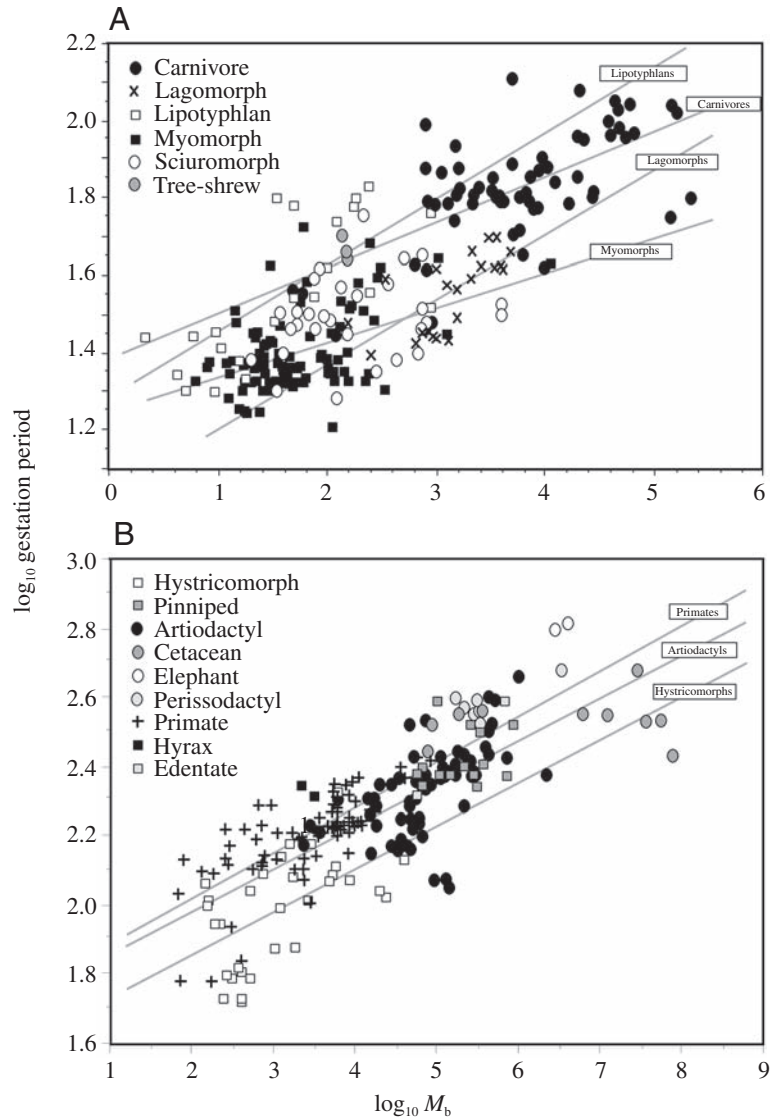 A
2.2
2.0
1.8
1.6
1.4
1.2
Carnivore
Lagomorph
Lipotyphlan
Myomorph
Sciuromorph
Tree-shrew
Lipotyphlans
Carnivores
Lagomorphs
Myomorphs
0 1 2 3 4 5 6
log10 gestation period
B
3.0
2.8
2.6
2.4
2.2
2.0
1.8
1.6
Hystricomorph
Pinniped
Artiodactyl
Cetacean
Elephant
Perissodactyl
Primate
Hyrax
Edentate
Primates
Artiodactyls
Hystricomorphs
1 2 3 4 5 6 7 8 9
log10 Mb